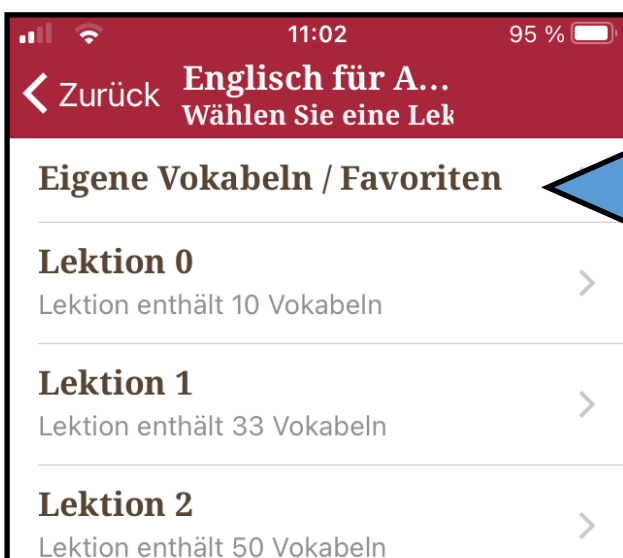 11:02
95 %
Zurück
Englisch für A...
Wählen Sie eine Lek
Eigene Vokabeln / Favoriten
Lektion 0
Lektion enthält 10 Vokabeln
Lektion 1
Lektion enthält 33 Vokabeln
Lektion 2
Lektion enthält 50 Vokabeln